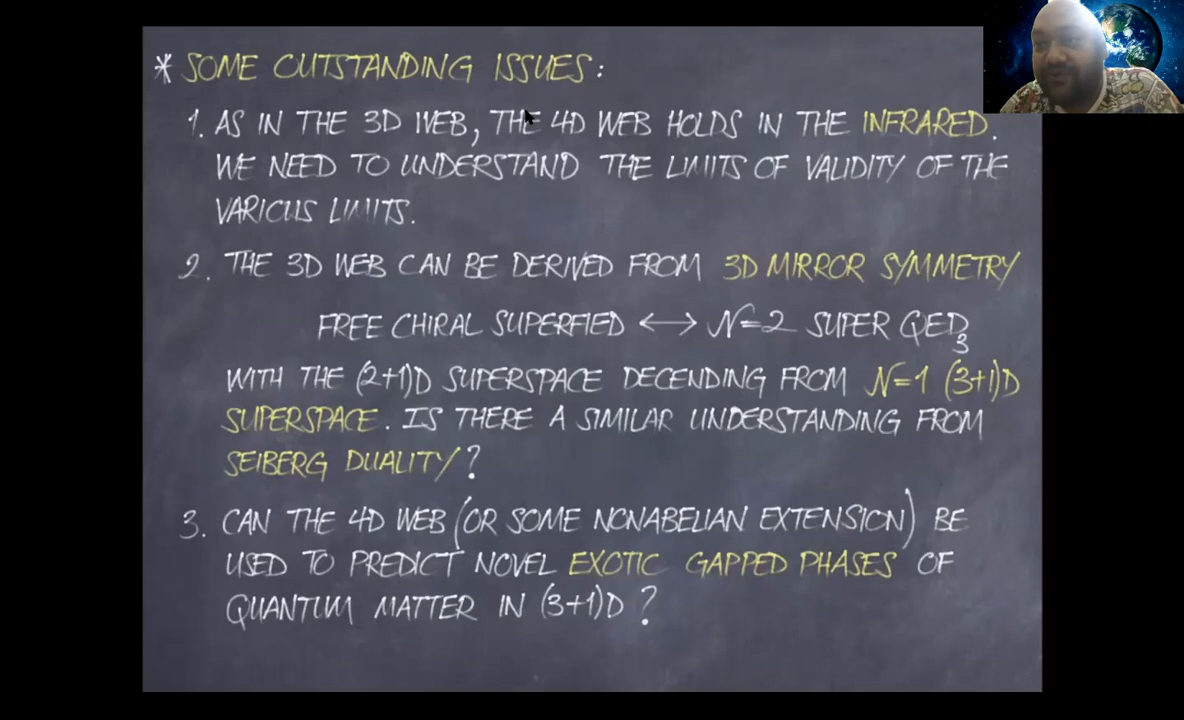 * SOME OUTSTANDING ISSUES:
1. AS IN THE 3D WEB, THE 4D WEB HOLDS IN THE INFRARED.
WE NEED TO UNDERSTAND THE LIMITS OF VALIDITY OF THE
VARIOUS LIMITS.
2. THE 3D WEB CAN BE DERIVED FROM 3D MIRROR SYMMETRY
FREE CHIRAL SUPERFIED ↔ N=2 SUPER QED₃
WITH THE (2+1)D SUPERSPACE DECENDING FROM N=1 (3+1)D
SUPERSPACE. IS THERE A SIMILAR UNDERSTANDING FROM
SEIBERG DUALITY?
3. CAN THE 4D WEB (OR SOME NONABELIAN EXTENSION) BE
USED TO PREDICT NOVEL EXOTIC GAPPED PHASES OF
QUANTUM MATTER IN (3+1)D?